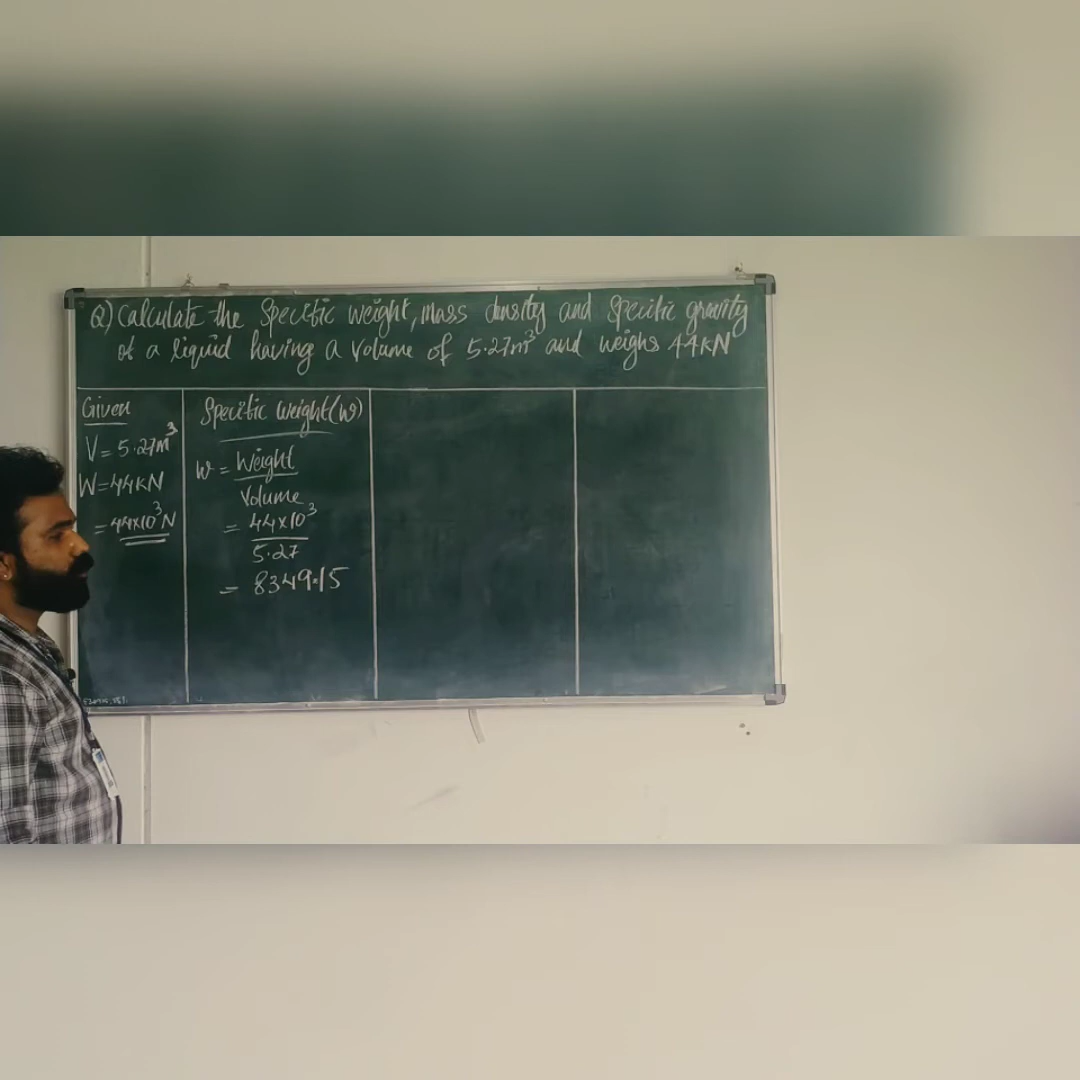 Q) Calculate the Specific weight, mass density and Specific gravity
of a liquid having a volume of 5.27m³ and weighs 44kN
Given
V = 5.27m³
W = 44kN
= 44x10³N
Specific weight(w)
w = Weight
Volume
= 44x10³
5.27
= 8349.15